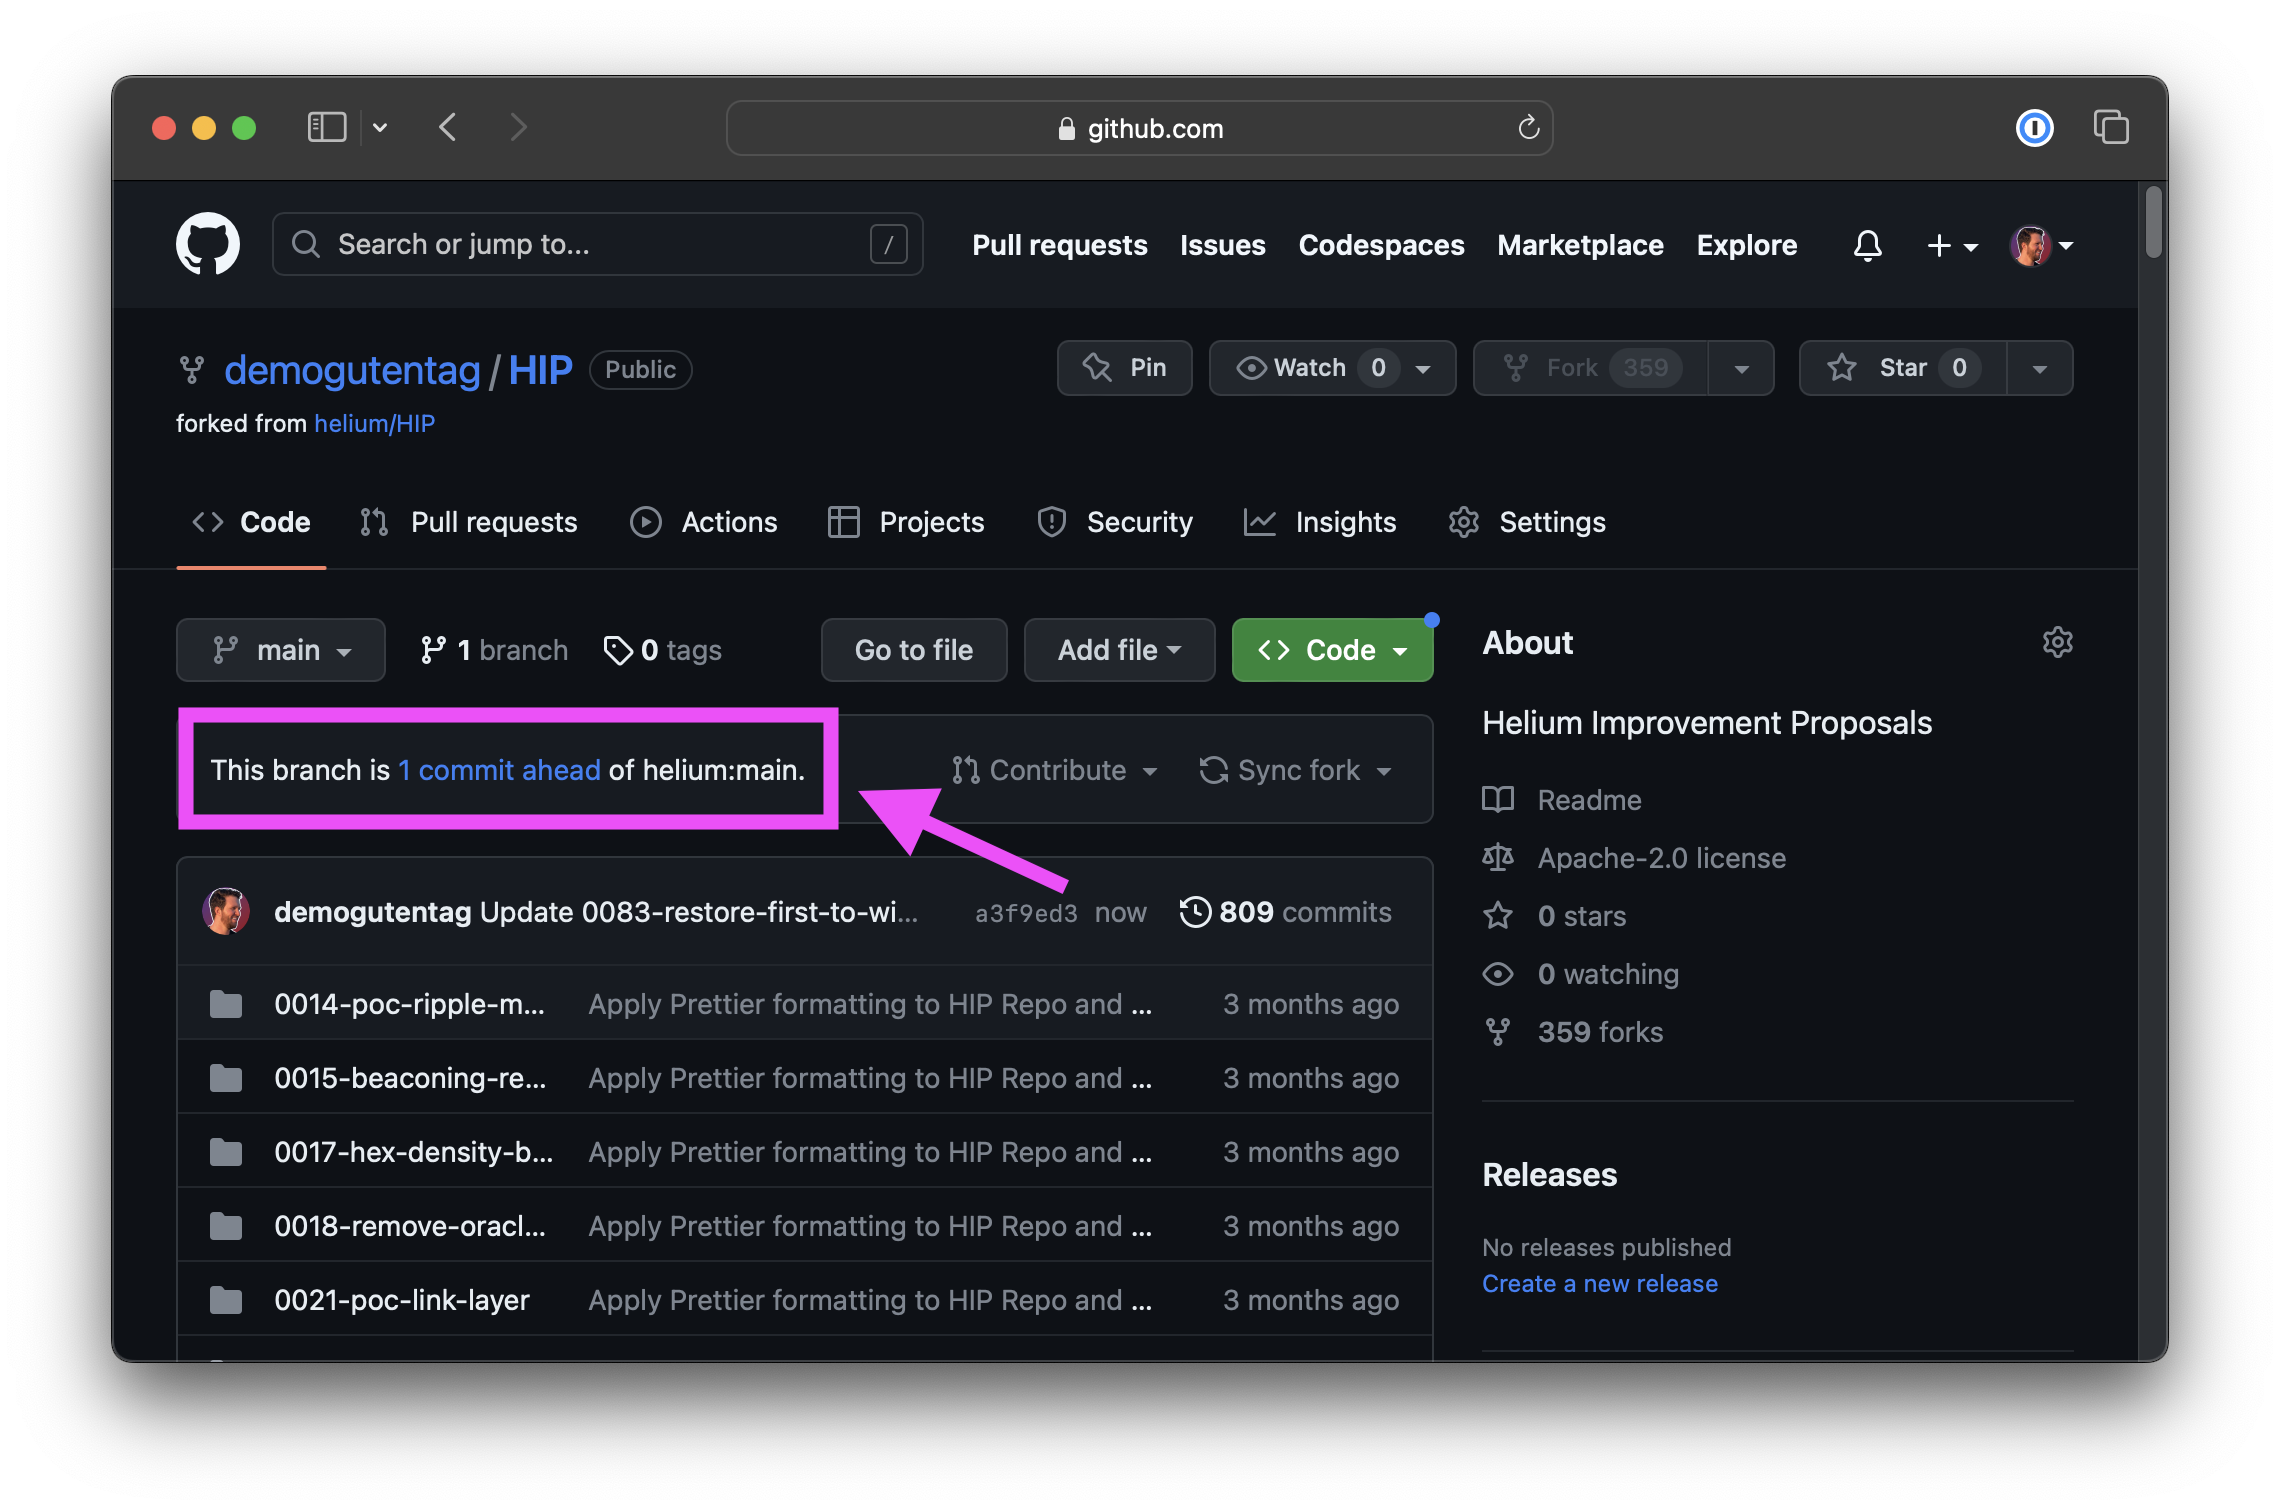 github.com
Search or jump to... /
Pull requests Issues Codespaces Marketplace Explore
demogutentag / HIP Public
Pin Watch 0 Fork 359 Star 0
forked from helium/HIP
Code Pull requests Actions Projects Security Insights Settings
main 1 branch 0 tags Go to file Add file Code
This branch is 1 commit ahead of helium:main. Contribute Sync fork
demogutentag Update 0083-restore-first-to-wi... a3f9ed3 now 809 commits
0014-poc-ripple-m... Apply Prettier formatting to HIP Repo and ... 3 months ago
0015-beaconing-re... Apply Prettier formatting to HIP Repo and ... 3 months ago
0017-hex-density-b... Apply Prettier formatting to HIP Repo and ... 3 months ago
0018-remove-oracl... Apply Prettier formatting to HIP Repo and ... 3 months ago
0021-poc-link-layer Apply Prettier formatting to HIP Repo and ... 3 months ago
About
Helium Improvement Proposals
Readme
Apache-2.0 license
0 stars
0 watching
359 forks
Releases
No releases published
Create a new release